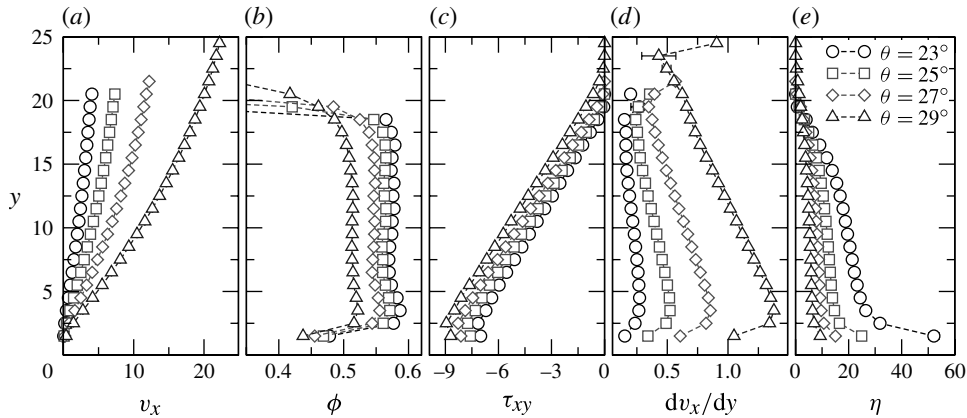 (a) (b) (c) (d) (e)
25
20
15
10
5
0
y
θ = 23°
θ = 25°
θ = 27°
θ = 29°
0 10 20 0.4 0.5 0.6 −9 −6 −3 0 0.5 1.0 0 20 40 60
v_x ϕ τ_xy dv_x/dy η